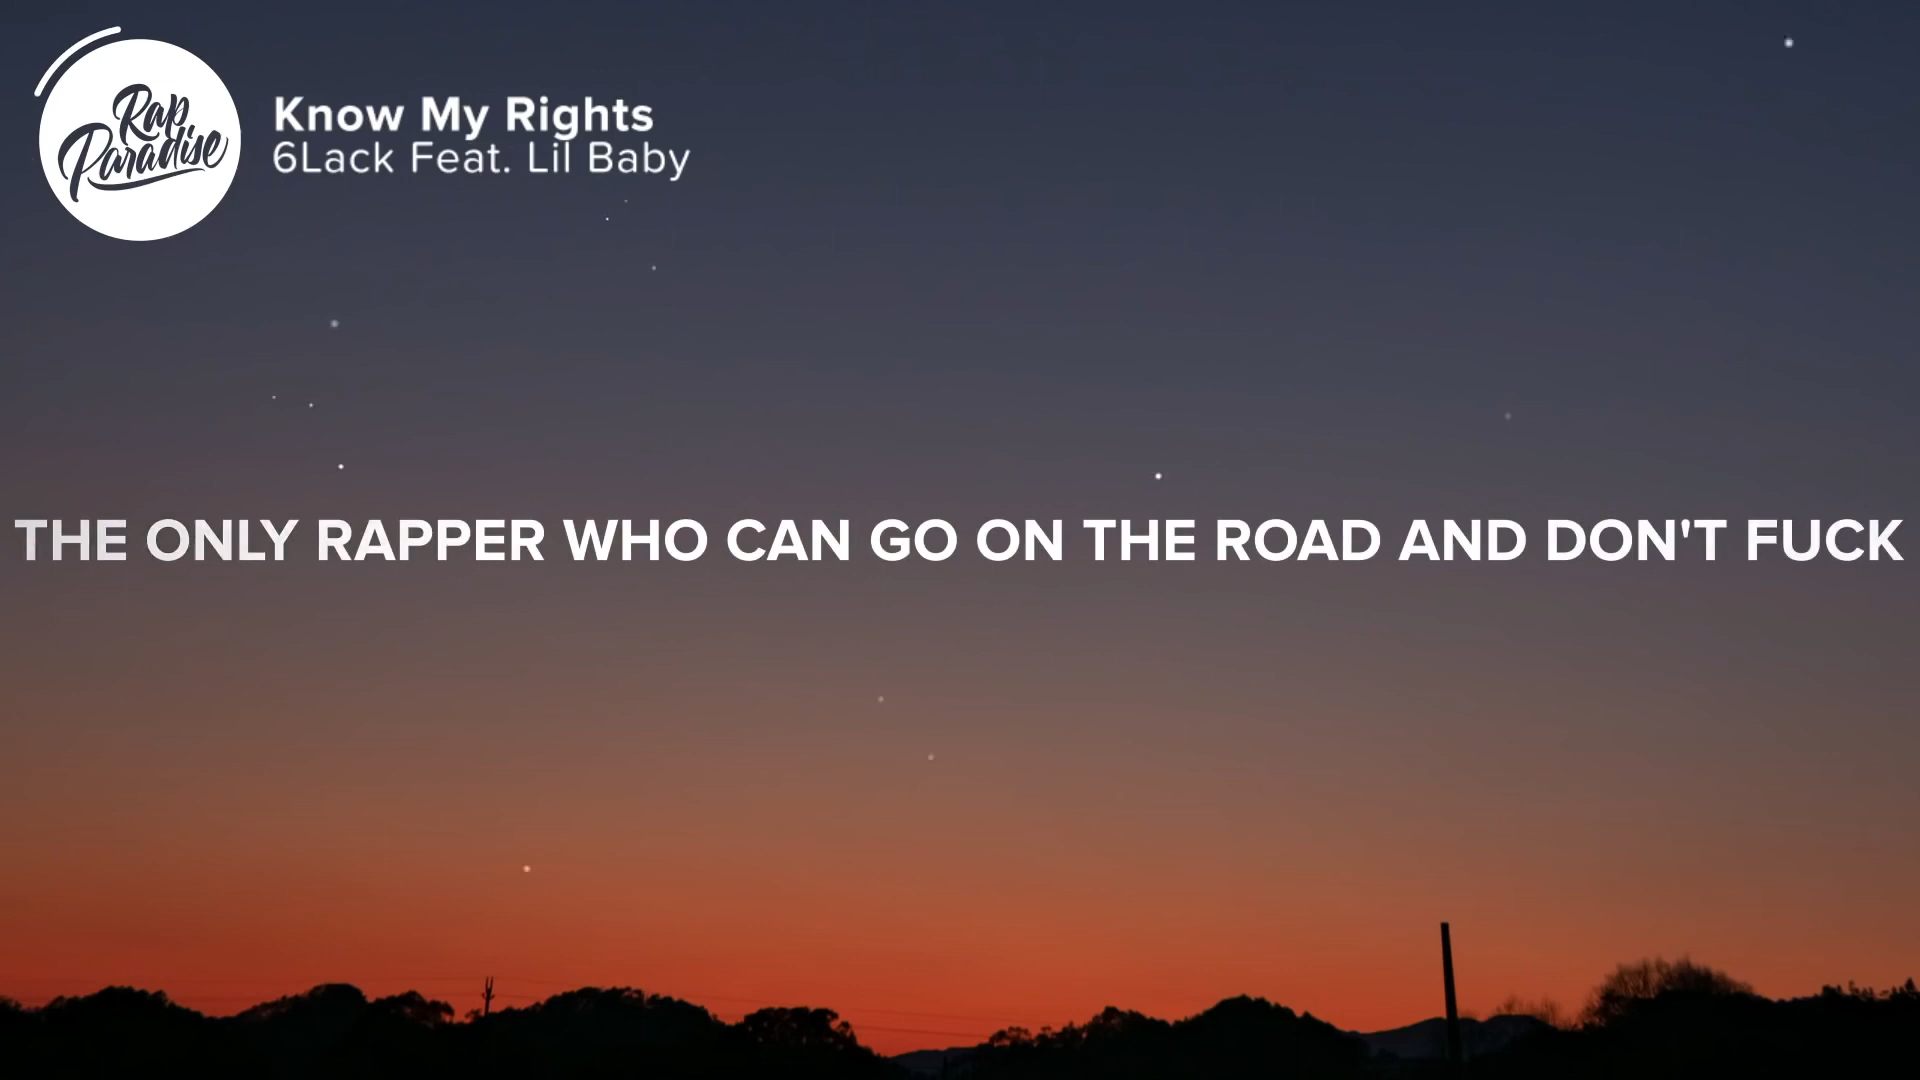 Rap
Paradise
Know My Rights
6Lack Feat. Lil Baby
THE ONLY RAPPER WHO CAN GO ON THE ROAD AND DON'T FUCK